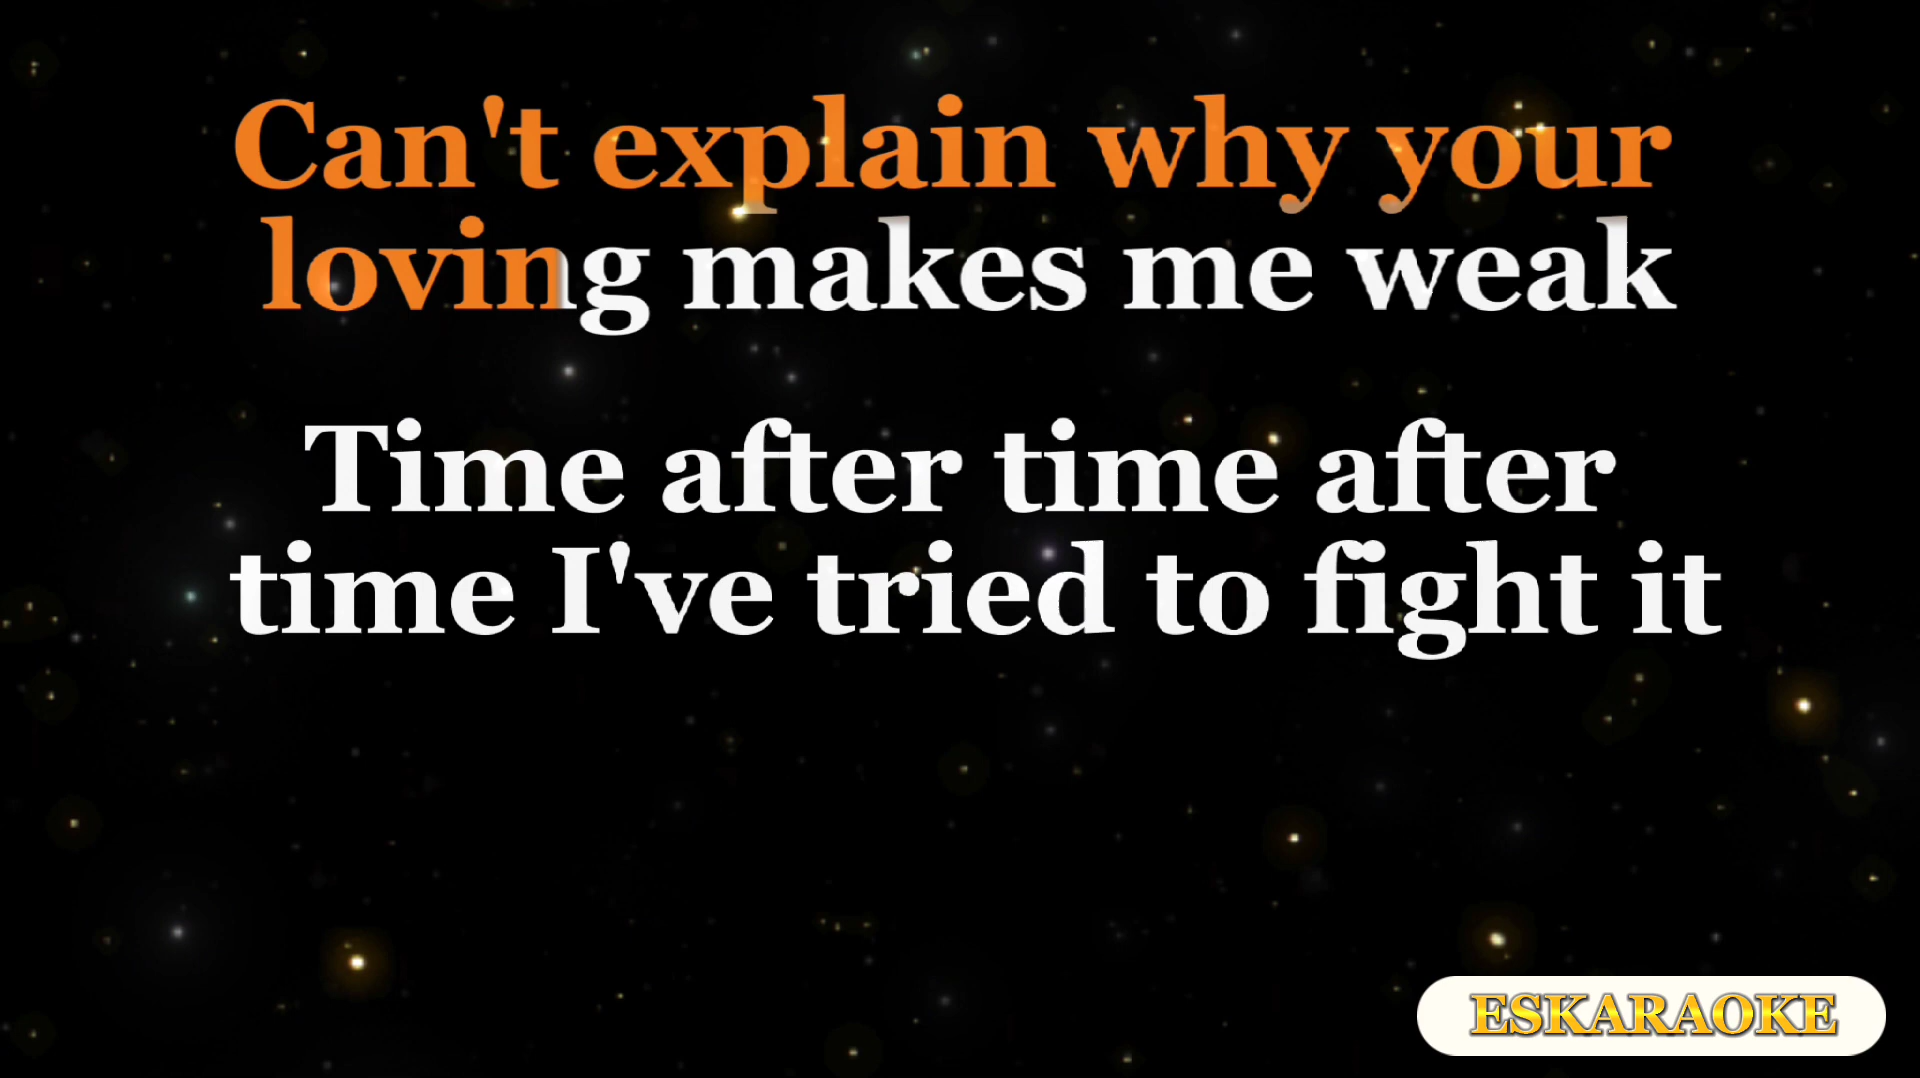 Can't explain why your
loving makes me weak
Time after time after
time I've tried to fight it
ESKARAOKE